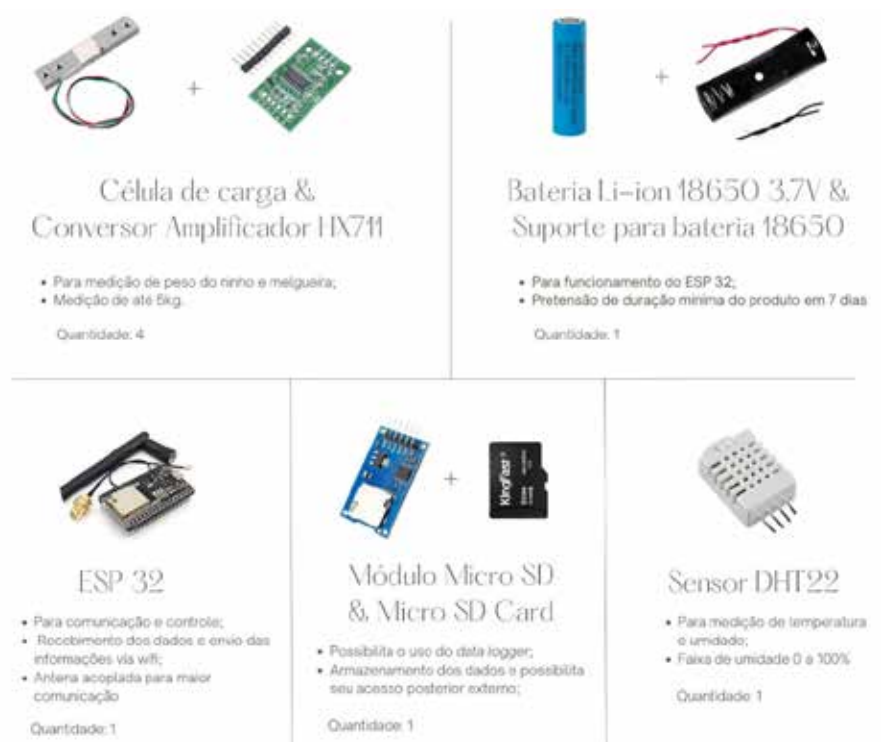 Célula de carga &
Conversor Amplificador HX711
• Para medição de peso do ninho e melgueira;
• Medição de até 5kg.
Quantidade: 4
Bateria Li-ion 18650 3.7V &
Suporte para bateria 18650
• Para funcionamento do ESP 32;
• Pretensão de duração mínima do produto em 7 dias
Quantidade: 1
ESP 32
• Para comunicação e controle;
• Recebimento dos dados e envio das
informações via wifi;
• Antena acoplada para maior
comunicação
Quantidade: 1
KingFast
Módulo Micro SD
& Micro SD Card
• Possibilita o uso do data logger;
• Armazenamento dos dados e possibilita
seu acesso posterior externo;
Quantidade: 1
Sensor DHT22
• Para medição de temperatura
e umidade;
• Faixa de umidade 0 a 100%
Quantidade: 1